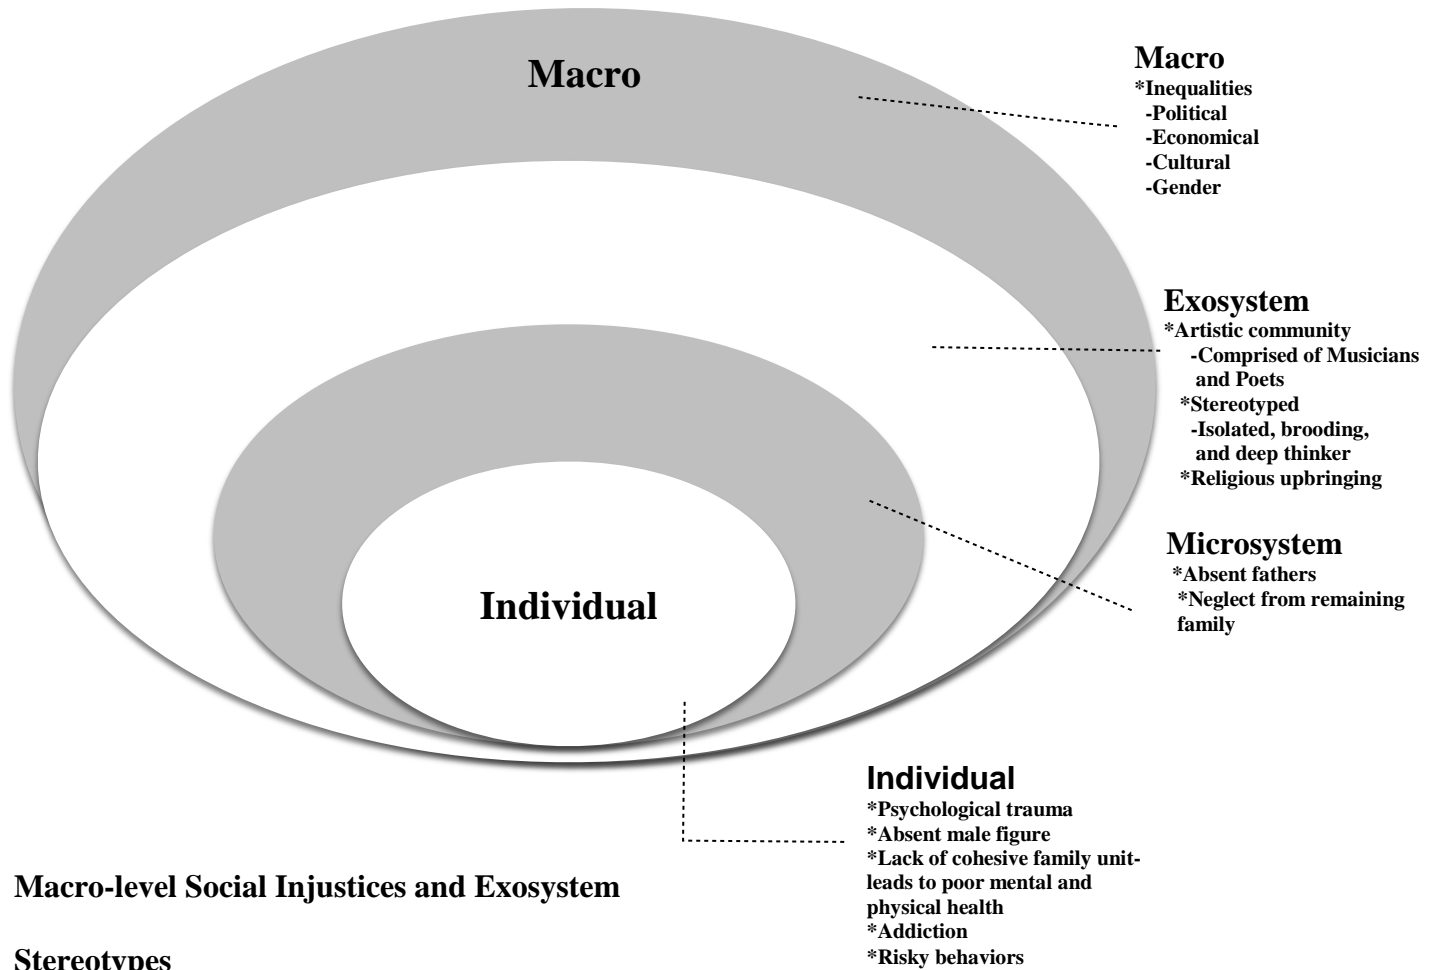 Macro
Macro
*Inequalities
-Political
-Economical
-Cultural
-Gender
Exosystem
*Artistic community
-Comprised of Musicians
and Poets
*Stereotyped
-Isolated, brooding,
and deep thinker
*Religious upbringing
Microsystem
*Absent fathers
*Neglect from remaining
family
Individual
Individual
*Psychological trauma
*Absent male figure
*Lack of cohesive family unit-
leads to poor mental and
physical health
*Addiction
*Risky behaviors
Macro-level Social Injustices and Exosystem
Stereotypes